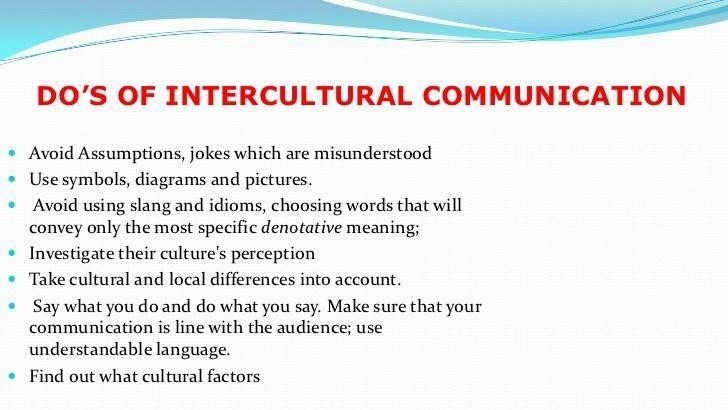 DO’S OF INTERCULTURAL COMMUNICATION
• Avoid Assumptions, jokes which are misunderstood
• Use symbols, diagrams and pictures.
• Avoid using slang and idioms, choosing words that will
convey only the most specific denotative meaning;
• Investigate their culture's perception
• Take cultural and local differences into account.
• Say what you do and do what you say. Make sure that your
communication is line with the audience; use
understandable language.
• Find out what cultural factors